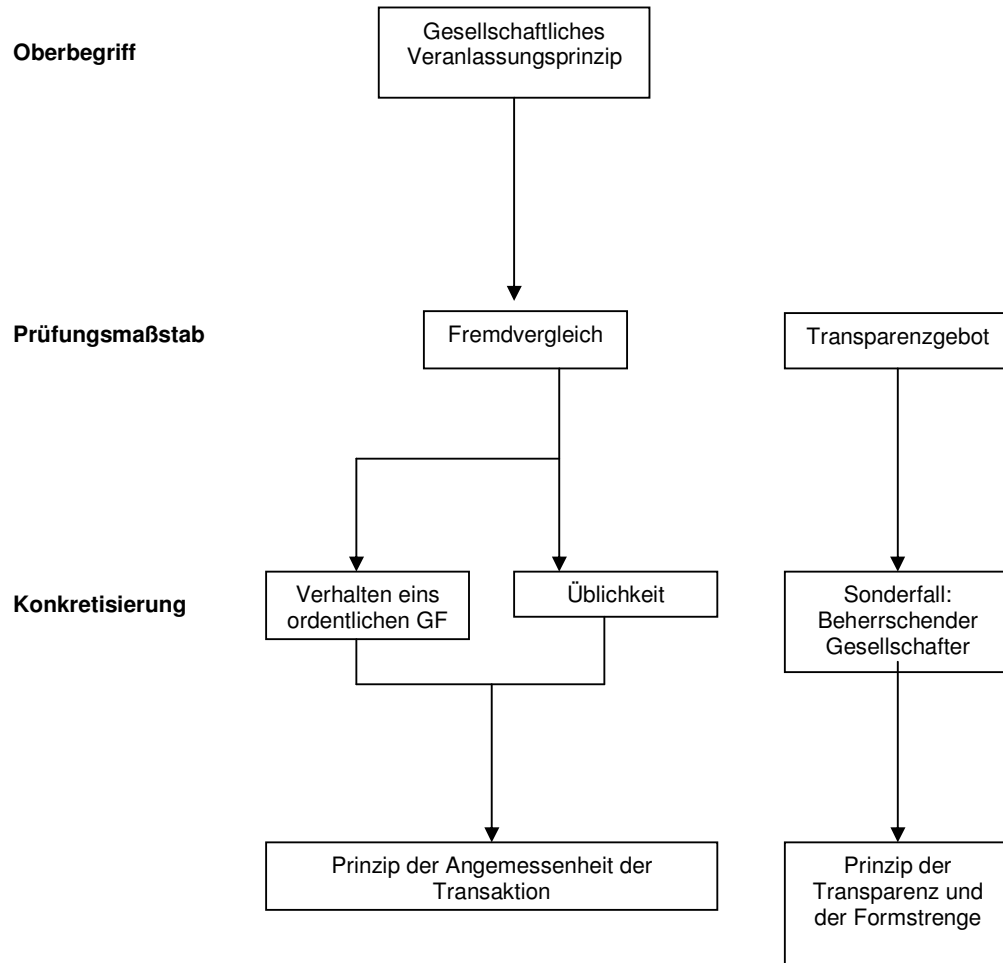 Oberbegriff
Gesellschaftliches
Veranlassungsprinzip
Prüfungsmaßstab
Fremdvergleich
Transparenzgebot
Konkretisierung
Verhalten eins
ordentlichen GF
Üblichkeit
Sonderfall:
Beherrschender
Gesellschafter
Prinzip der Angemessenheit der
Transaktion
Prinzip der
Transparenz und
der Formstrenge